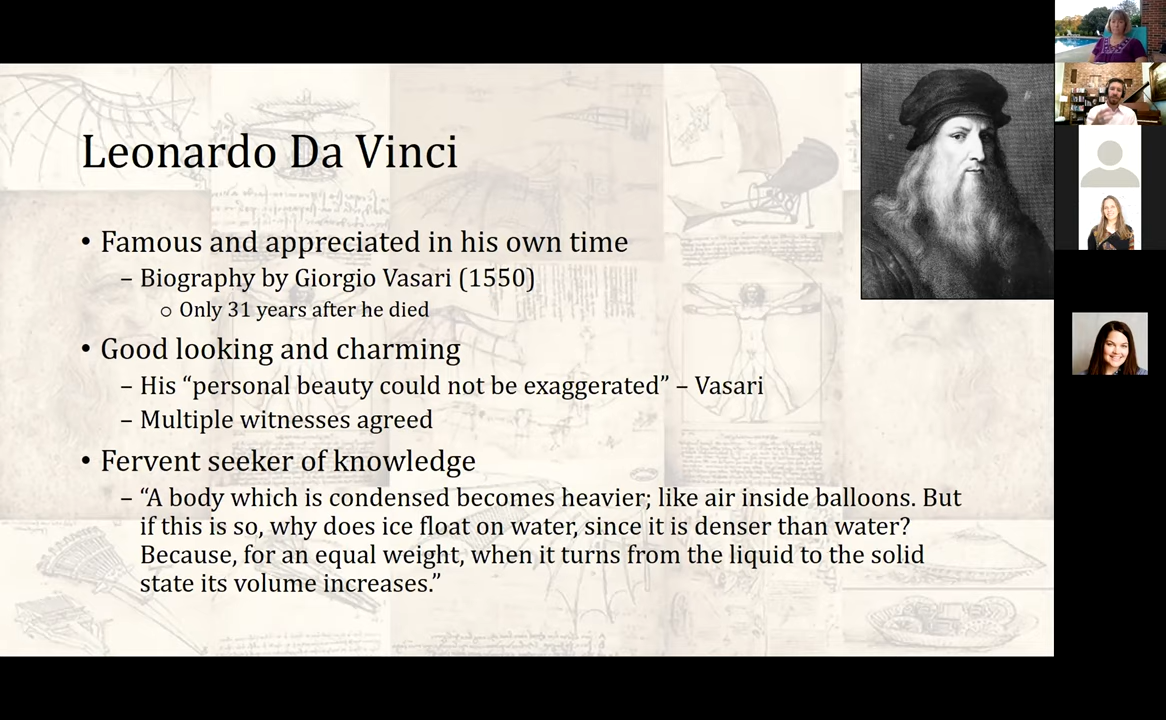 Leonardo Da Vinci
• Famous and appreciated in his own time
– Biography by Giorgio Vasari (1550)
○ Only 31 years after he died
• Good looking and charming
– His “personal beauty could not be exaggerated” – Vasari
– Multiple witnesses agreed
• Fervent seeker of knowledge
– “A body which is condensed becomes heavier; like air inside balloons. But
if this is so, why does ice float on water, since it is denser than water?
Because, for an equal weight, when it turns from the liquid to the solid
state its volume increases.”